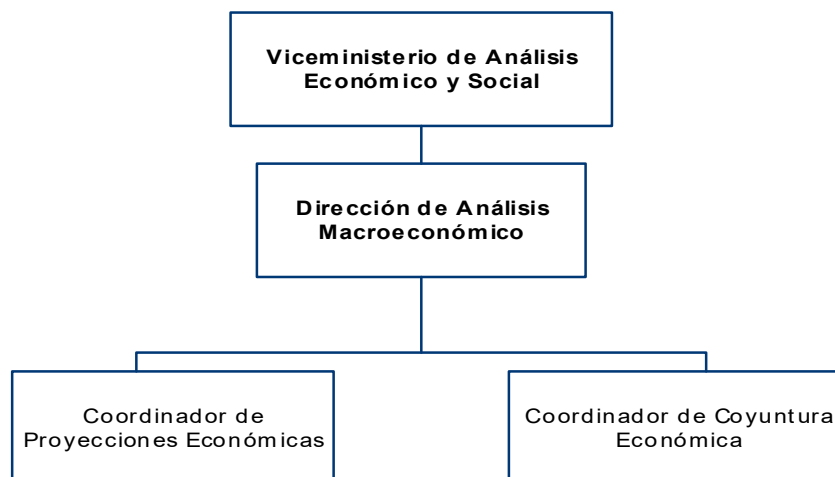 Viceministerio de Análisis
Económico y Social
Dirección de Análisis
Macroeconómico
Coordinador de
Proyecciones Económicas
Coordinador de Coyuntura
Económica